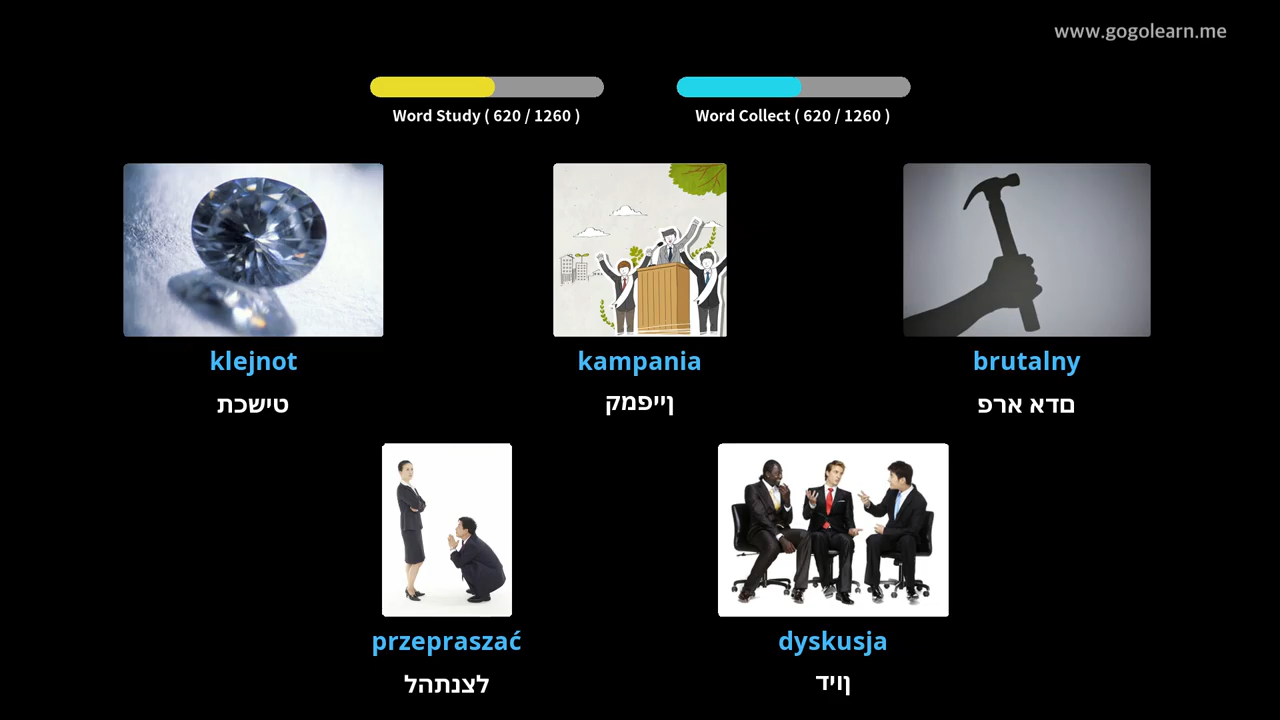 www.gogolearn.me
Word Study ( 620 / 1260 )
Word Collect ( 620 / 1260 )
klejnot
תכשיט
kampania
קמפיין
brutalny
פרא אדם
przepraszać
להתנצל
dyskusja
דיון